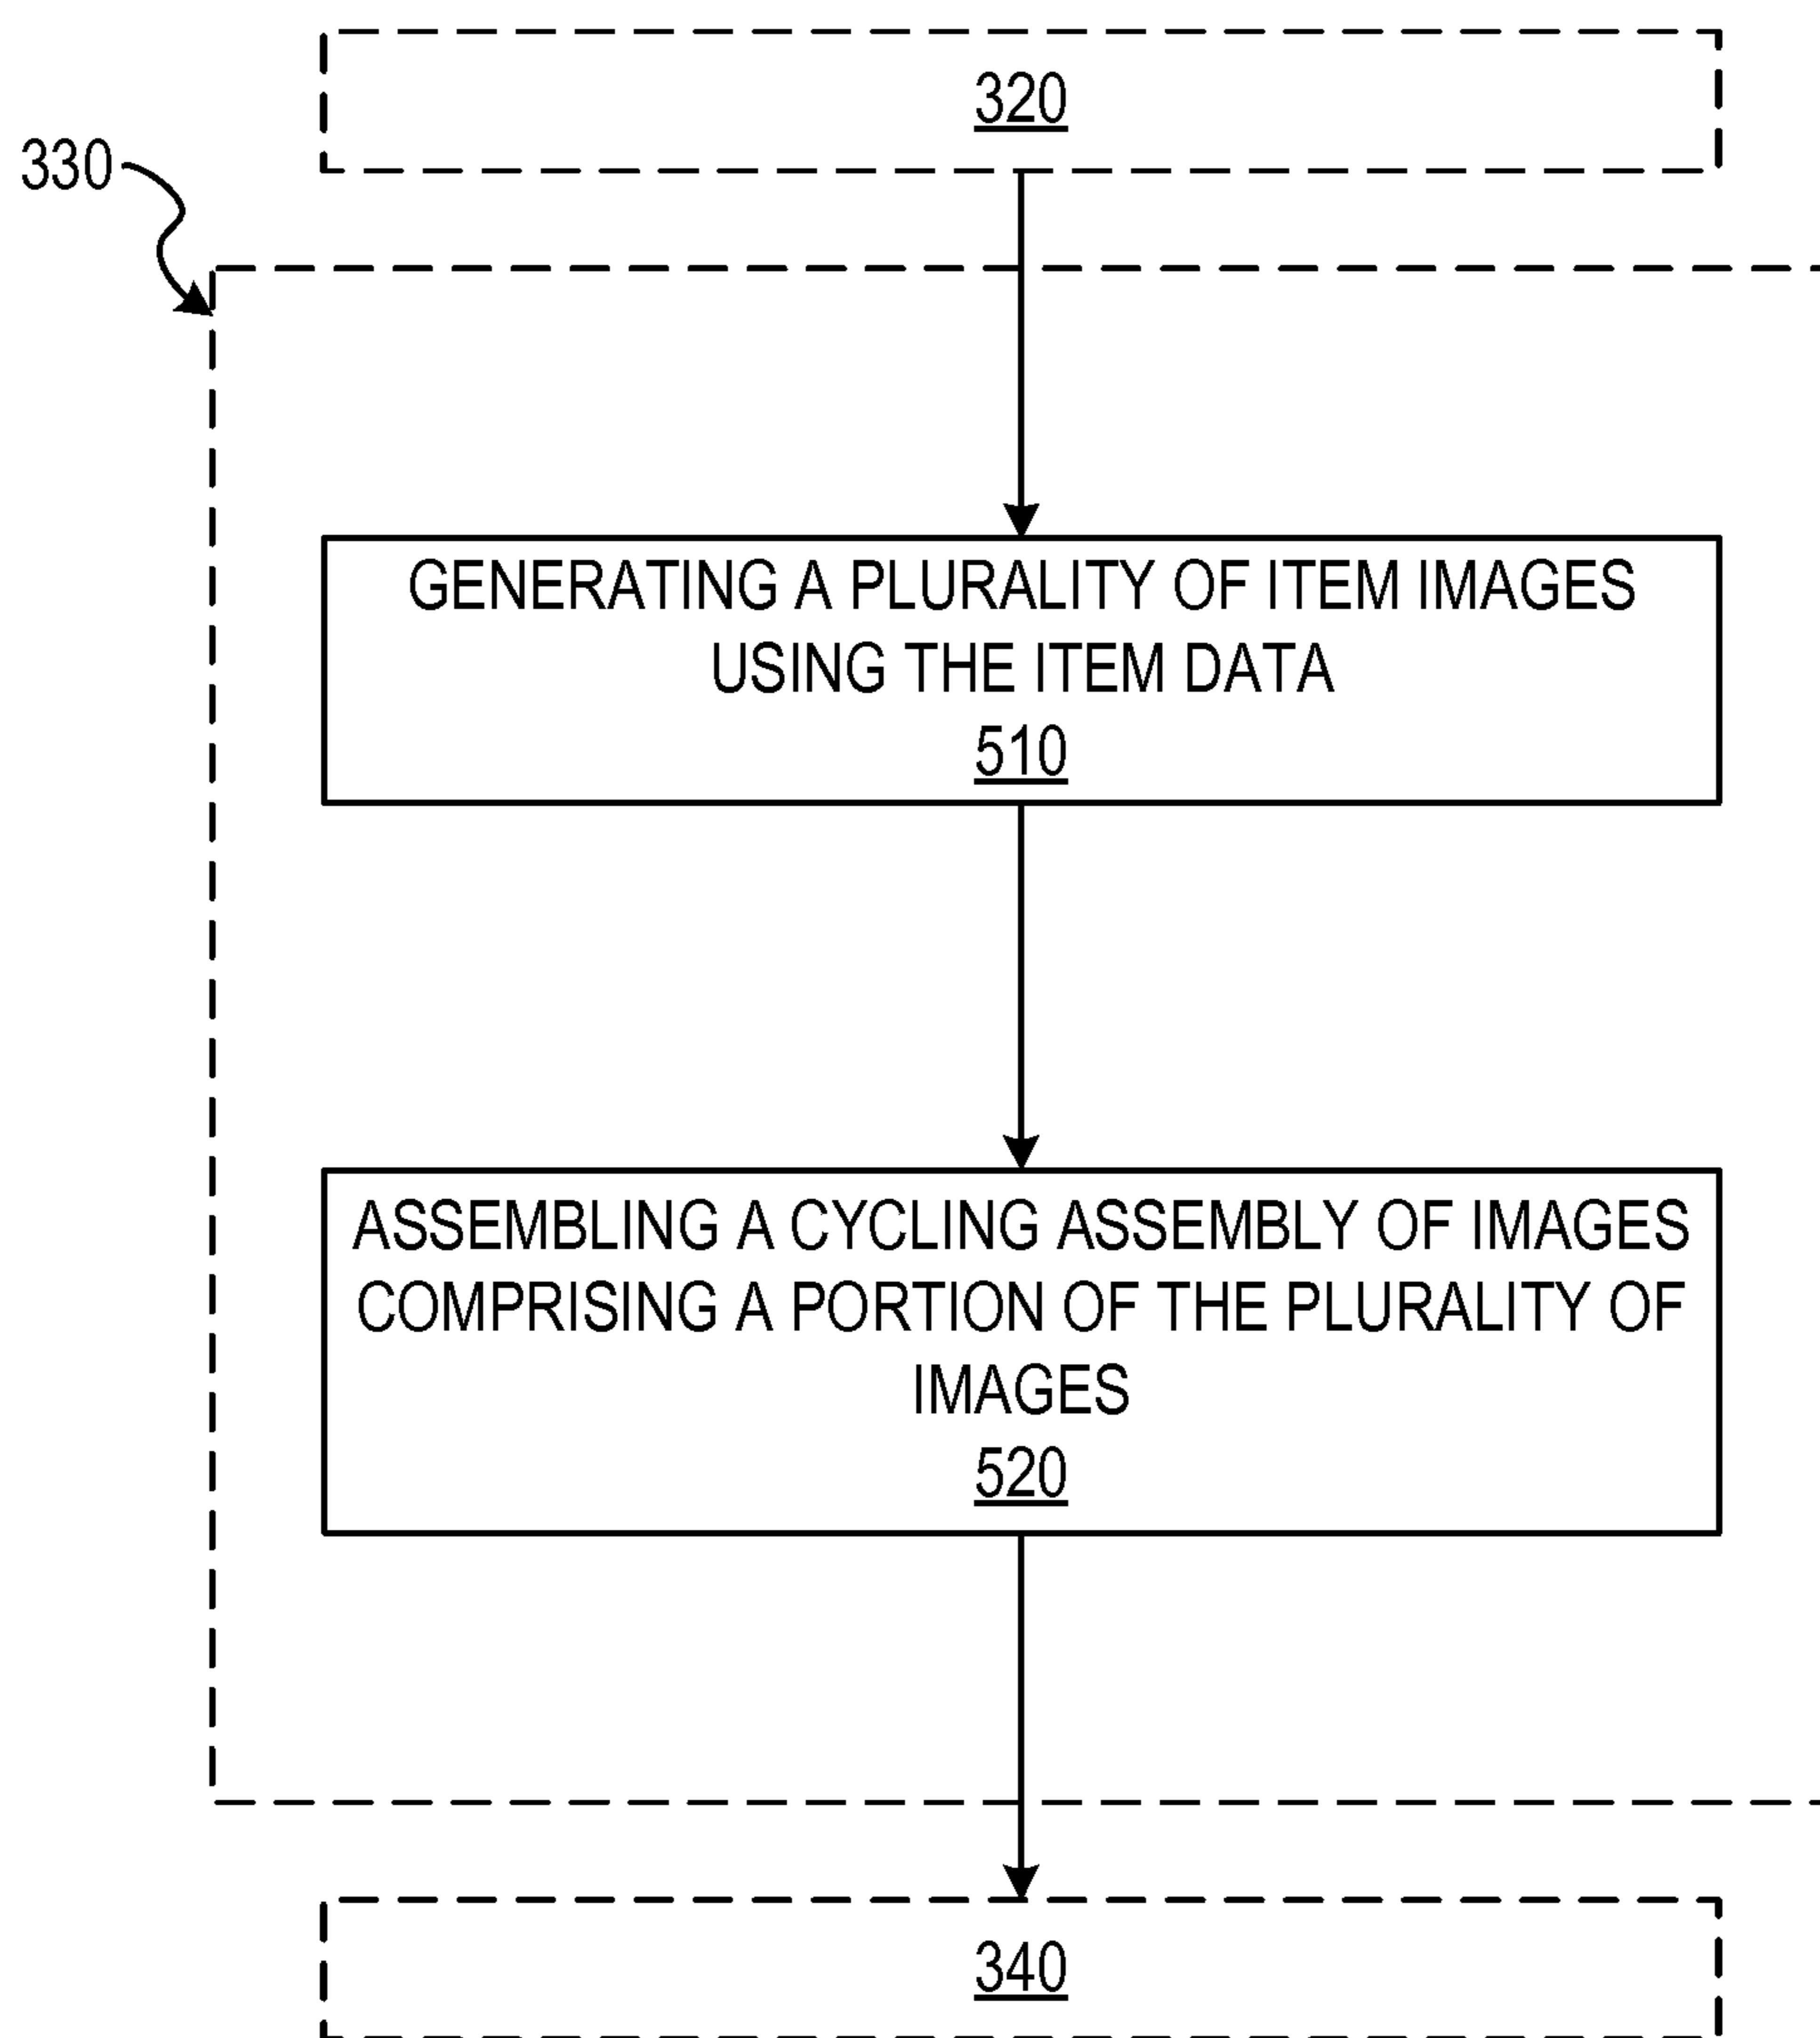 320
330
GENERATING A PLURALITY OF ITEM IMAGES
USING THE ITEM DATA
510
ASSEMBLING A CYCLING ASSEMBLY OF IMAGES
COMPRISING A PORTION OF THE PLURALITY OF
IMAGES
520
340